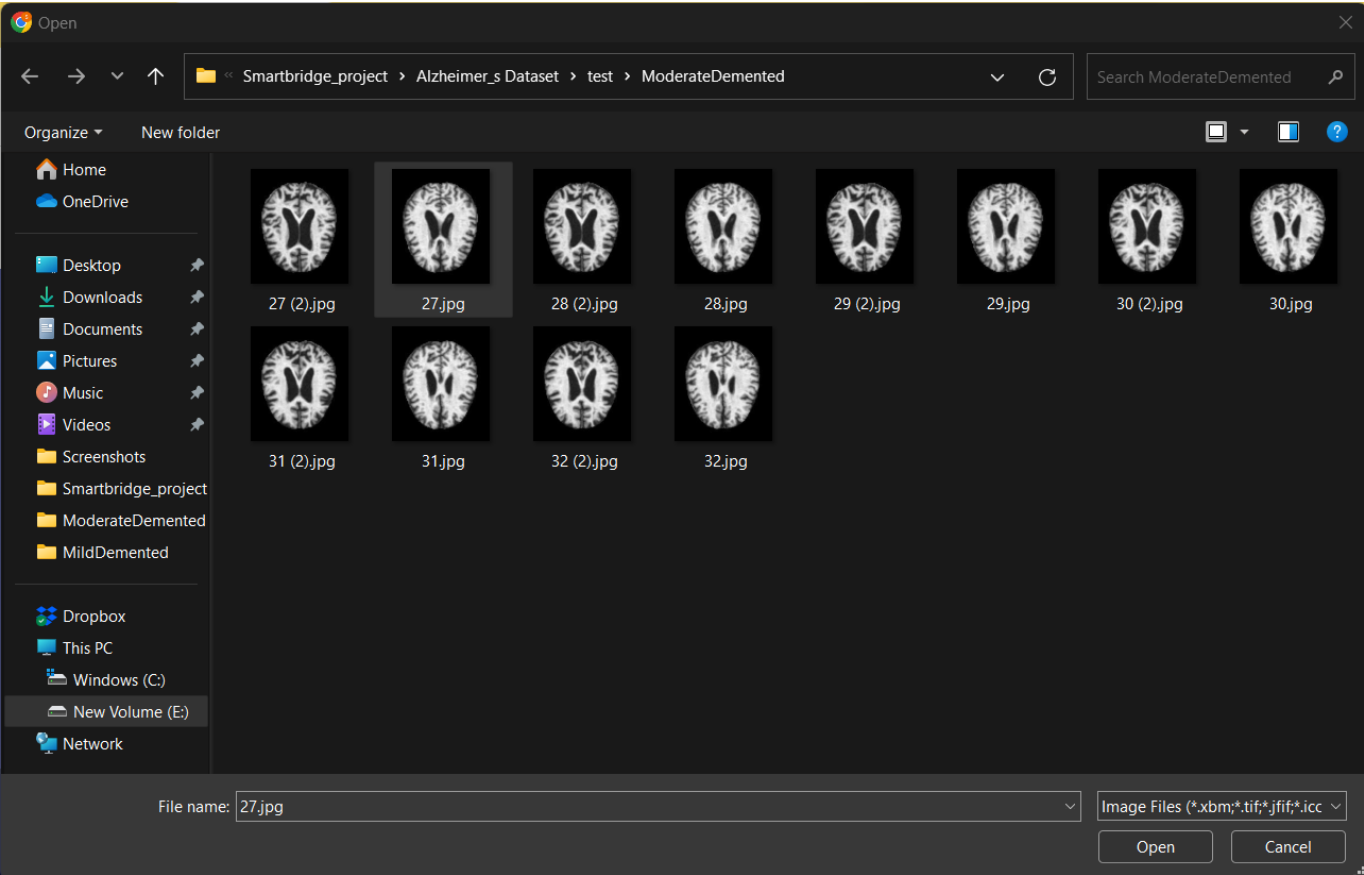 Open
« Smartbridge_project › Alzheimer_s Dataset › test › ModerateDemented
Search ModerateDemented
Organize
New folder
Home
OneDrive
Desktop
Downloads
Documents
Pictures
Music
Videos
Screenshots
Smartbridge_project
ModerateDemented
MildDemented
Dropbox
This PC
Windows (C:)
New Volume (E:)
Network
27 (2).jpg
27.jpg
28 (2).jpg
28.jpg
29 (2).jpg
29.jpg
30 (2).jpg
30.jpg
31 (2).jpg
31.jpg
32 (2).jpg
32.jpg
File name:
27.jpg
Image Files (*.xbm;*.tif;*.jfif;*.icc
Open
Cancel